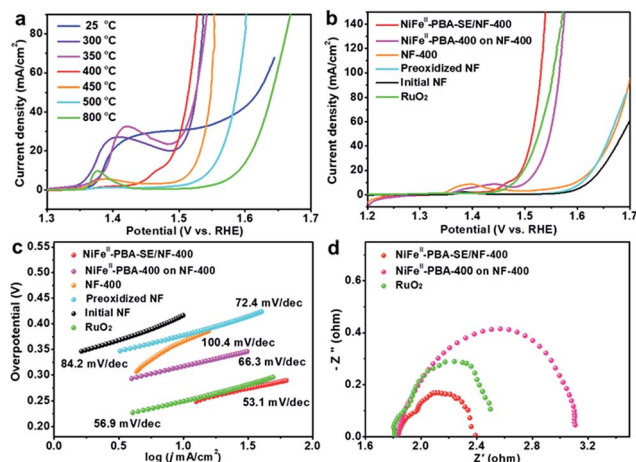 a
Current density (mA/cm²)
100
80
60
40
20
0
25 °C
300 °C
350 °C
400 °C
450 °C
500 °C
800 °C
1.3
1.4
1.5
1.6
1.7
Potential (V vs. RHE)
b
Current density (mA/cm²)
140
120
100
80
60
40
20
0
NiFeᴵᴵ-PBA-SE/NF-400
NiFeᴵᴵ-PBA-400 on NF-400
NF-400
Preoxidized NF
Initial NF
RuO₂
1.2
1.3
1.4
1.5
1.6
1.7
Potential (V vs. RHE)
c
Overpotential (V)
0.55
0.50
0.45
0.40
0.35
0.30
0.25
0.20
NiFeᴵᴵ-PBA-SE/NF-400
NiFeᴵᴵ-PBA-400 on NF-400
NF-400
Preoxidized NF
Initial NF
RuO₂
72.4 mV/dec
100.4 mV/dec
84.2 mV/dec
66.3 mV/dec
53.1 mV/dec
56.9 mV/dec
0.0
0.5
1.0
1.5
2.0
log (j mA/cm²)
d
- Z'' (ohm)
0.6
0.4
0.2
0.0
NiFeᴵᴵ-PBA-SE/NF-400
NiFeᴵᴵ-PBA-400 on NF-400
RuO₂
1.6
2.0
2.4
2.8
3.2
Z' (ohm)